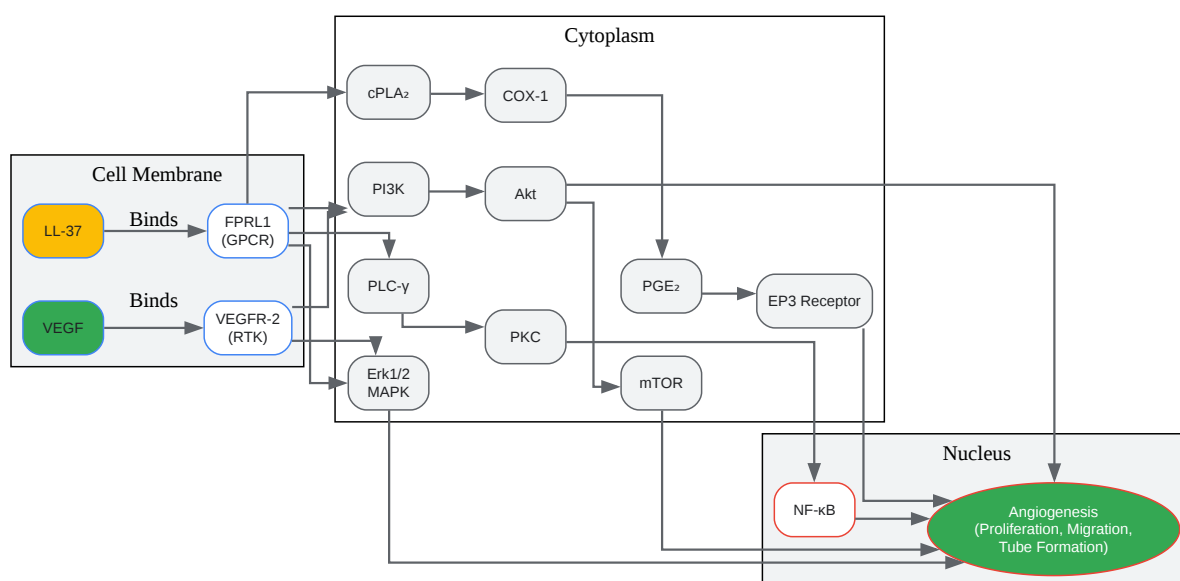 Cytoplasm
cPLA₂
COX-1
Cell Membrane
PI3K
Akt
LL-37
Binds
FPRL1
(GPCR)
PLC-γ
PGE₂
EP3 Receptor
VEGF
Binds
VEGFR-2
(RTK)
PKC
Erk1/2
MAPK
mTOR
Nucleus
NF-κB
Angiogenesis
(Proliferation, Migration,
Tube Formation)